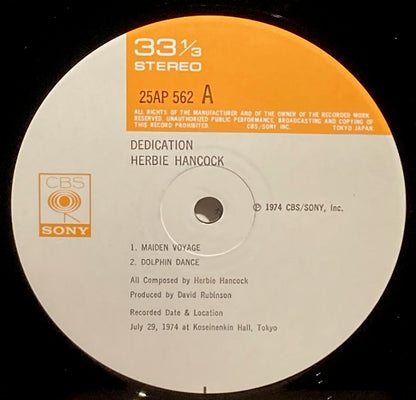 33 1/3
STEREO
25AP 562 A
ALL RIGHTS OF THE MANUFACTURER AND OF THE OWNER OF THE RECORDED WORK
RESERVED. UNAUTHORIZED PUBLIC PERFORMANCE, BROADCASTING AND COPYING OF
THIS RECORD PROHIBITED. CBS/SONY INC. TOKYO JAPAN
DEDICATION
HERBIE HANCOCK
CBS
SONY
℗ 1974 CBS/SONY, Inc.
1. MAIDEN VOYAGE
2. DOLPHIN DANCE
All Composed by Herbie Hancock
Produced by David Rubinson
Recorded Date & Location
July 29, 1974 at Koseinenkin Hall, Tokyo